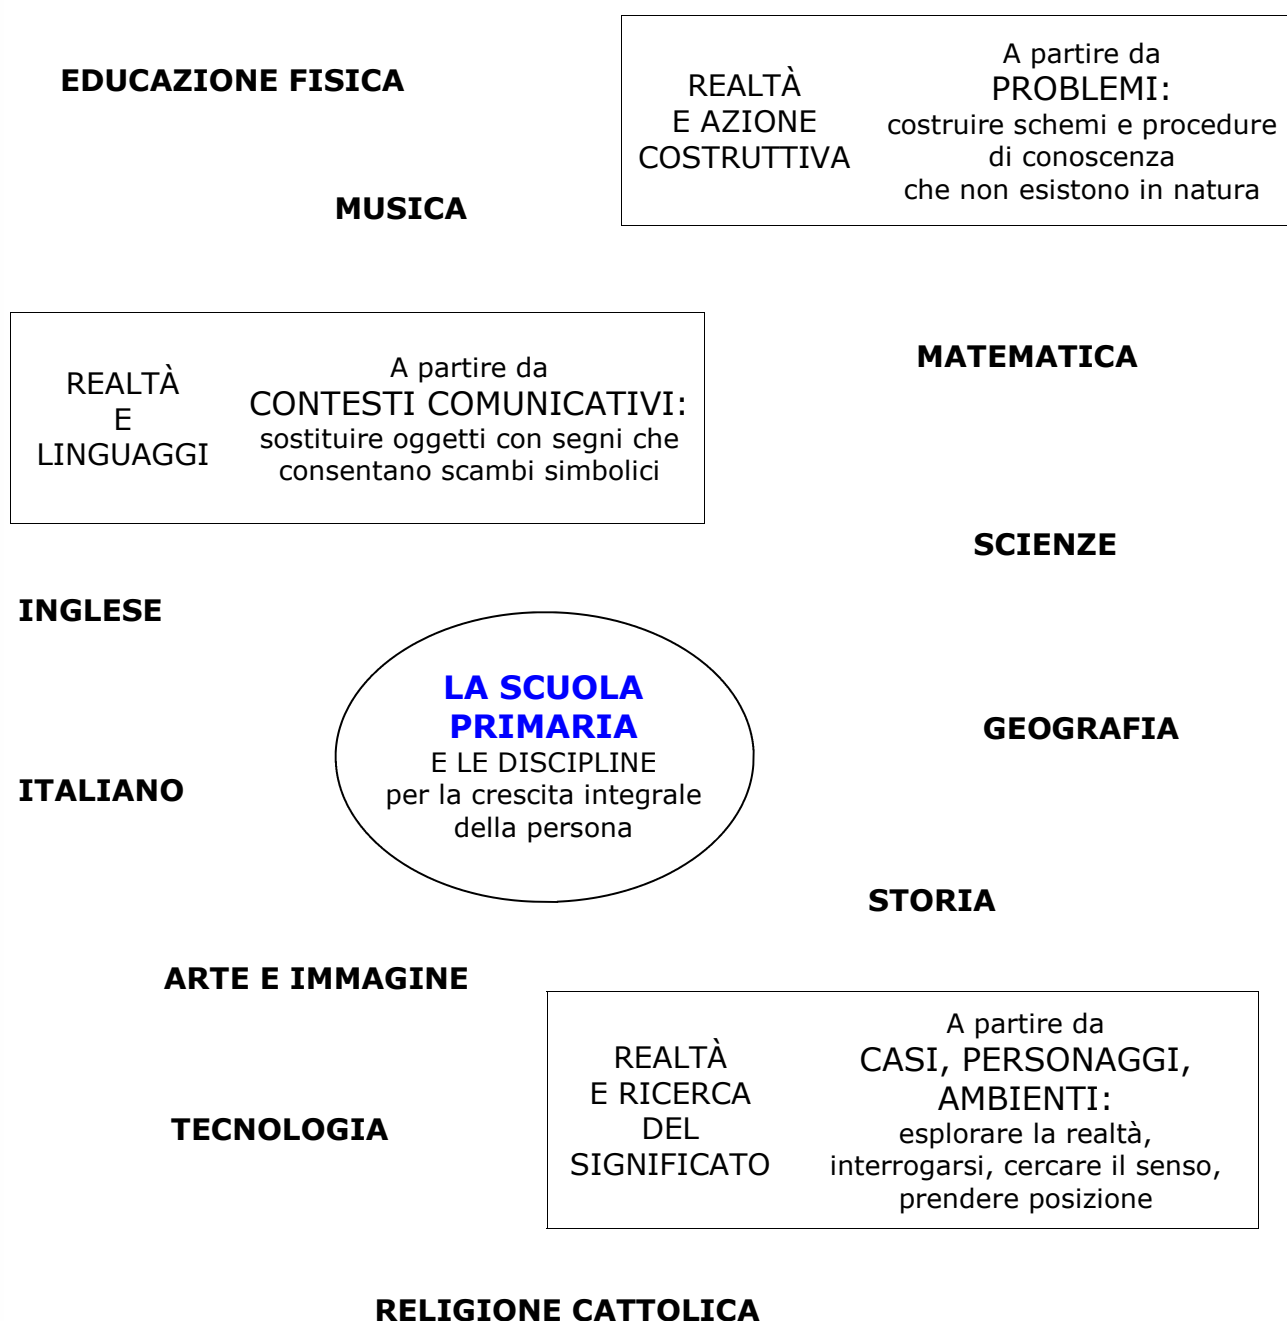 EDUCAZIONE FISICA
MUSICA
REALTÀ
E AZIONE
COSTRUTTIVA
A partire da
PROBLEMI:
costruire schemi e procedure
di conoscenza
che non esistono in natura
REALTÀ
E
LINGUAGGI
A partire da
CONTESTI COMUNICATIVI:
sostituire oggetti con segni che
consentano scambi simbolici
MATEMATICA
SCIENZE
INGLESE
LA SCUOLA
PRIMARIA
E LE DISCIPLINE
per la crescita integrale
della persona
GEOGRAFIA
ITALIANO
STORIA
ARTE E IMMAGINE
TECNOLOGIA
REALTÀ
E RICERCA
DEL
SIGNIFICATO
A partire da
CASI, PERSONAGGI,
AMBIENTI:
esplorare la realtà,
interrogarsi, cercare il senso,
prendere posizione
RELIGIONE CATTOLICA